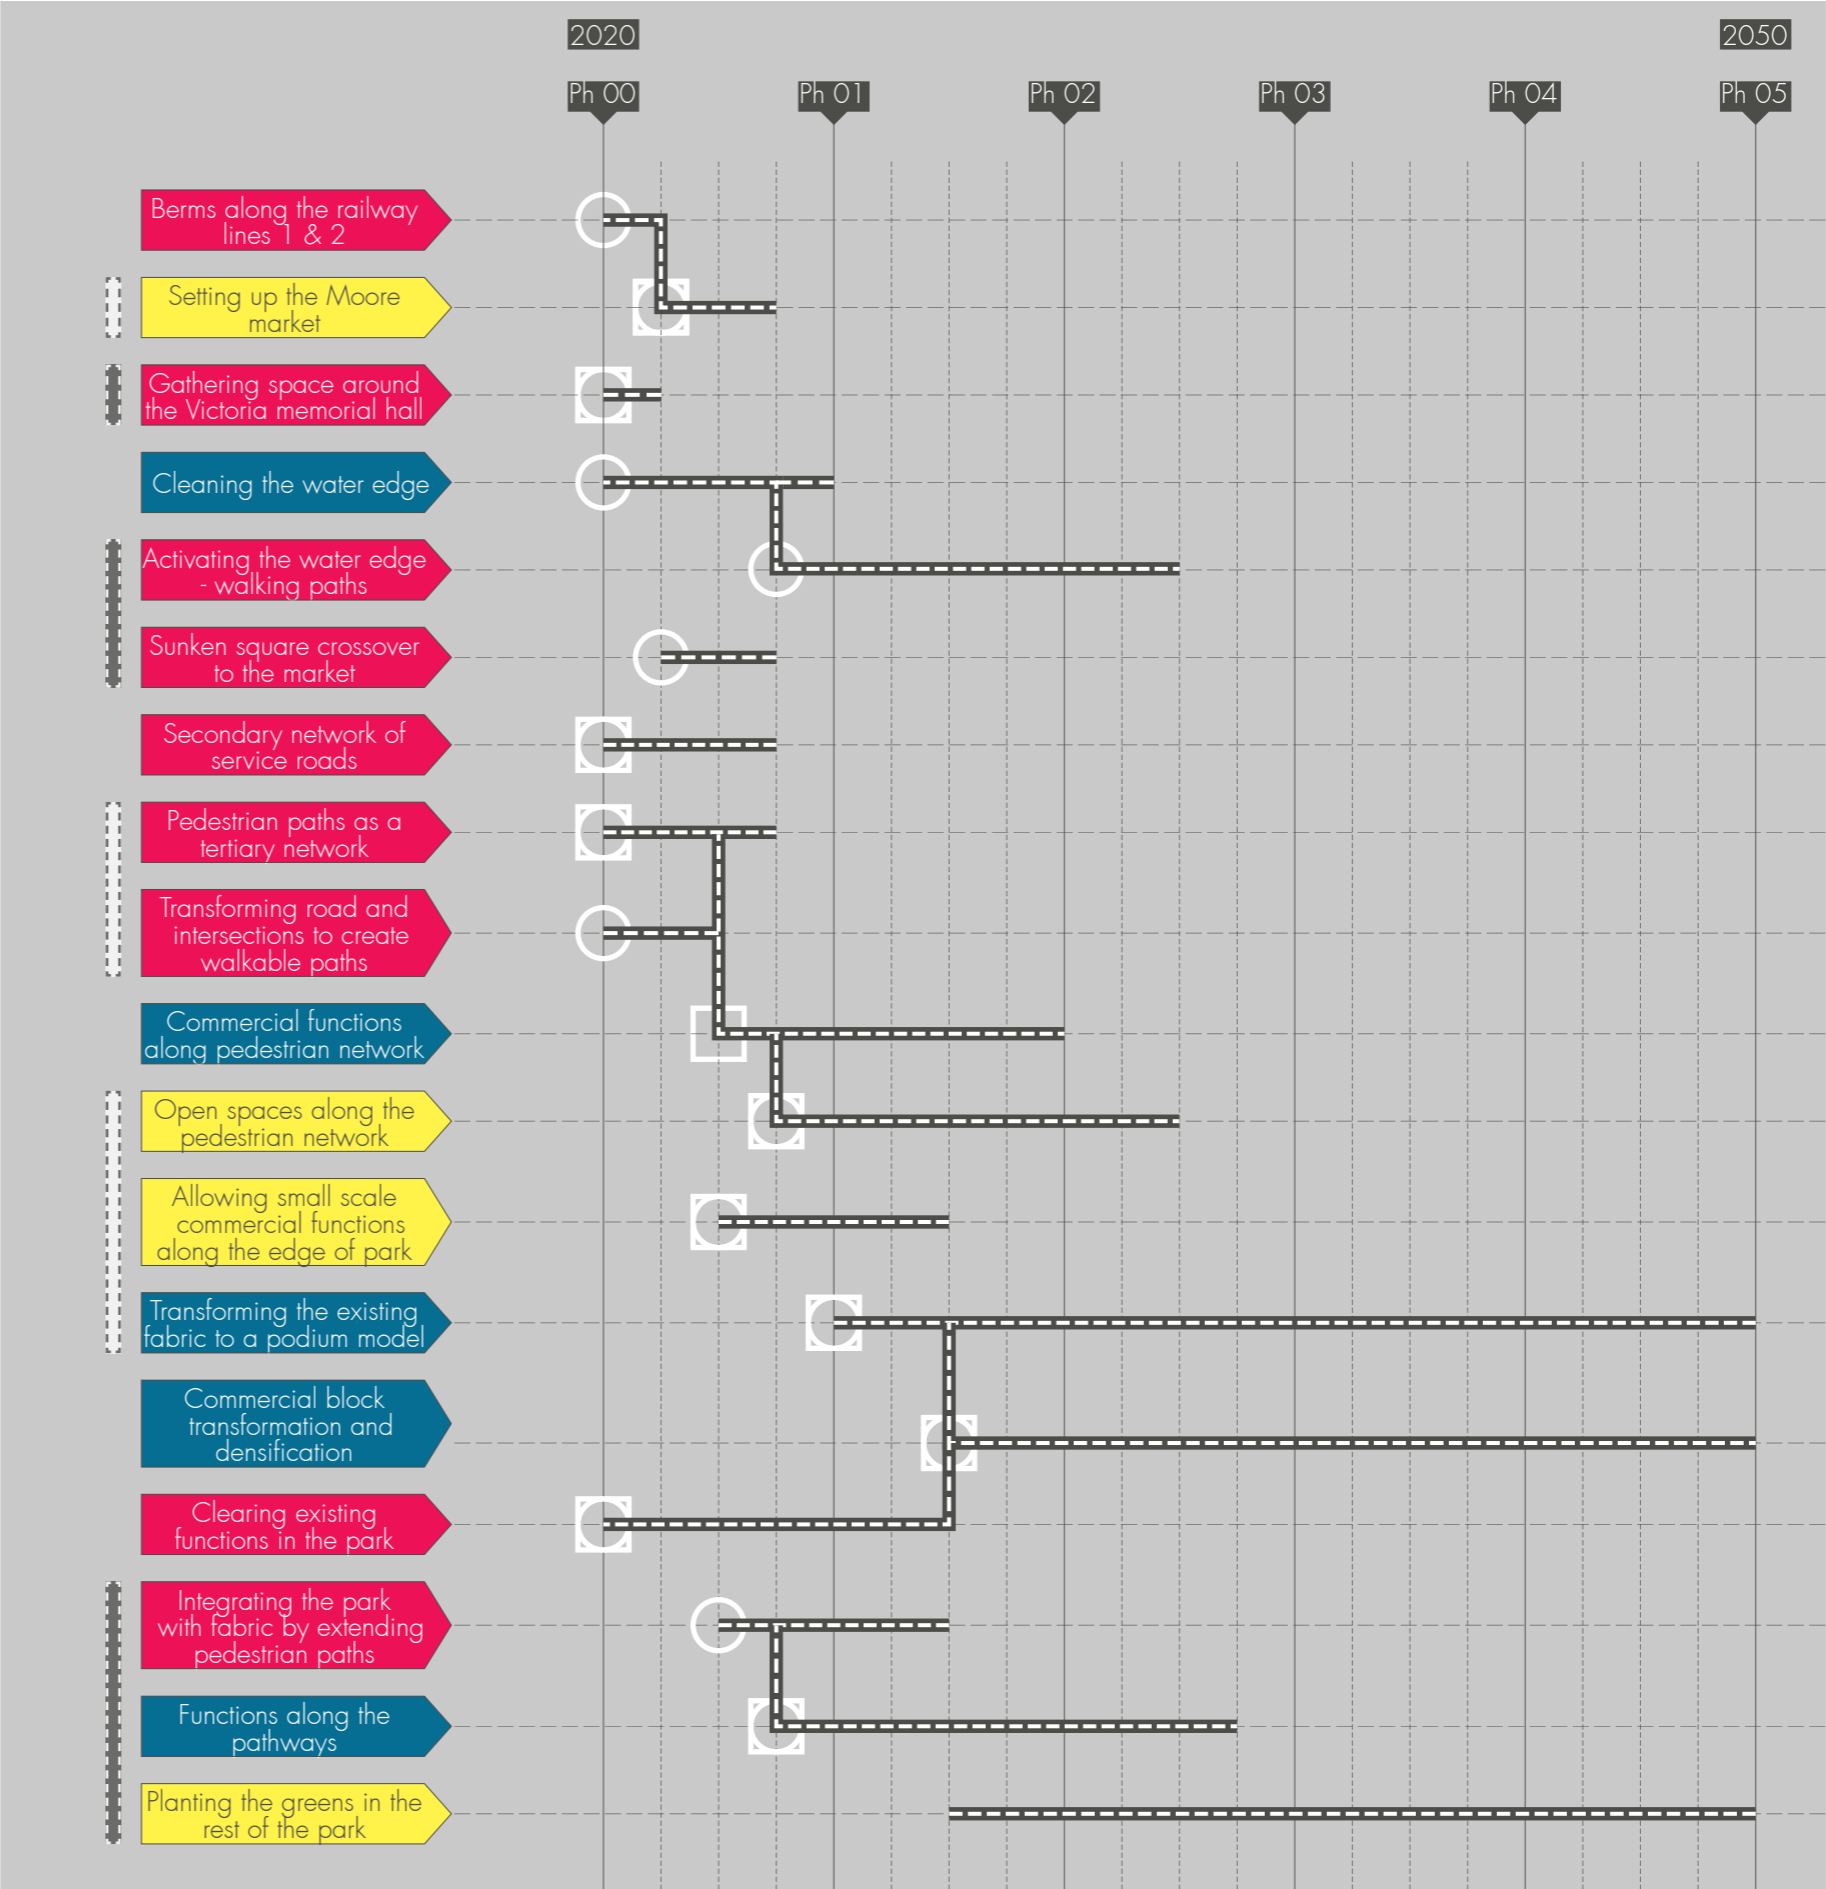 2020 2050
Ph 00 Ph 01 Ph 02 Ph 03 Ph 04 Ph 05
Berms along the railway
lines 1 & 2
Setting up the Moore
market
Gathering space around
the Victoria memorial hall
Cleaning the water edge
Activating the water edge
- walking paths
Sunken square crossover
to the market
Secondary network of
service roads
Pedestrian paths as a
tertiary network
Transforming road and
intersections to create
walkable paths
Commercial functions
along pedestrian network
Open spaces along the
pedestrian network
Allowing small scale
commercial functions
along the edge of park
Transforming the existing
fabric to a podium model
Commercial block
transformation and
densification
Clearing existing
functions in the park
Integrating the park
with fabric by extending
pedestrian paths
Functions along the
pathways
Planting the greens in the
rest of the park